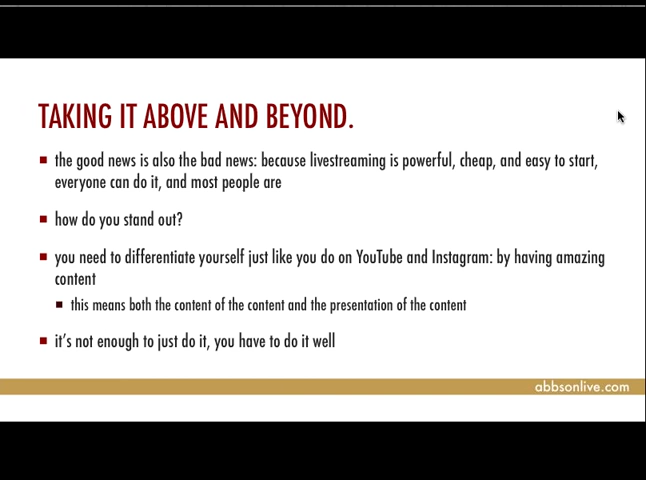 TAKING IT ABOVE AND BEYOND.
the good news is also the bad news: because livestreaming is powerful, cheap, and easy to start,
everyone can do it, and most people are
how do you stand out?
you need to differentiate yourself just like you do on YouTube and Instagram: by having amazing
content
this means both the content of the content and the presentation of the content
it's not enough to just do it, you have to do it well
abbsonlive.com